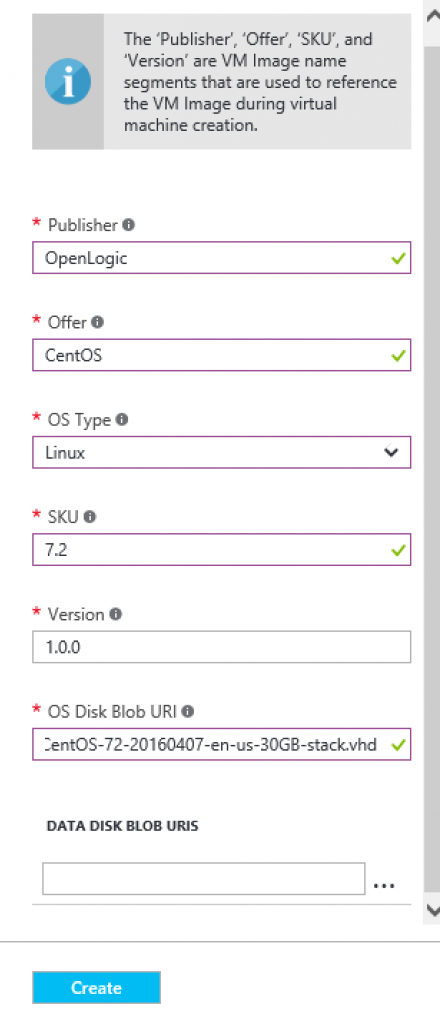 The ‘Publisher’, ‘Offer’, ‘SKU’, and
‘Version’ are VM Image name
segments that are used to reference
the VM Image during virtual
machine creation.
* Publisher
OpenLogic
* Offer
CentOS
* OS Type
Linux
* SKU
7.2
* Version
1.0.0
* OS Disk Blob URI
CentOS-72-20160407-en-us-30GB-stack.vhd
DATA DISK BLOB URIS
...
Create